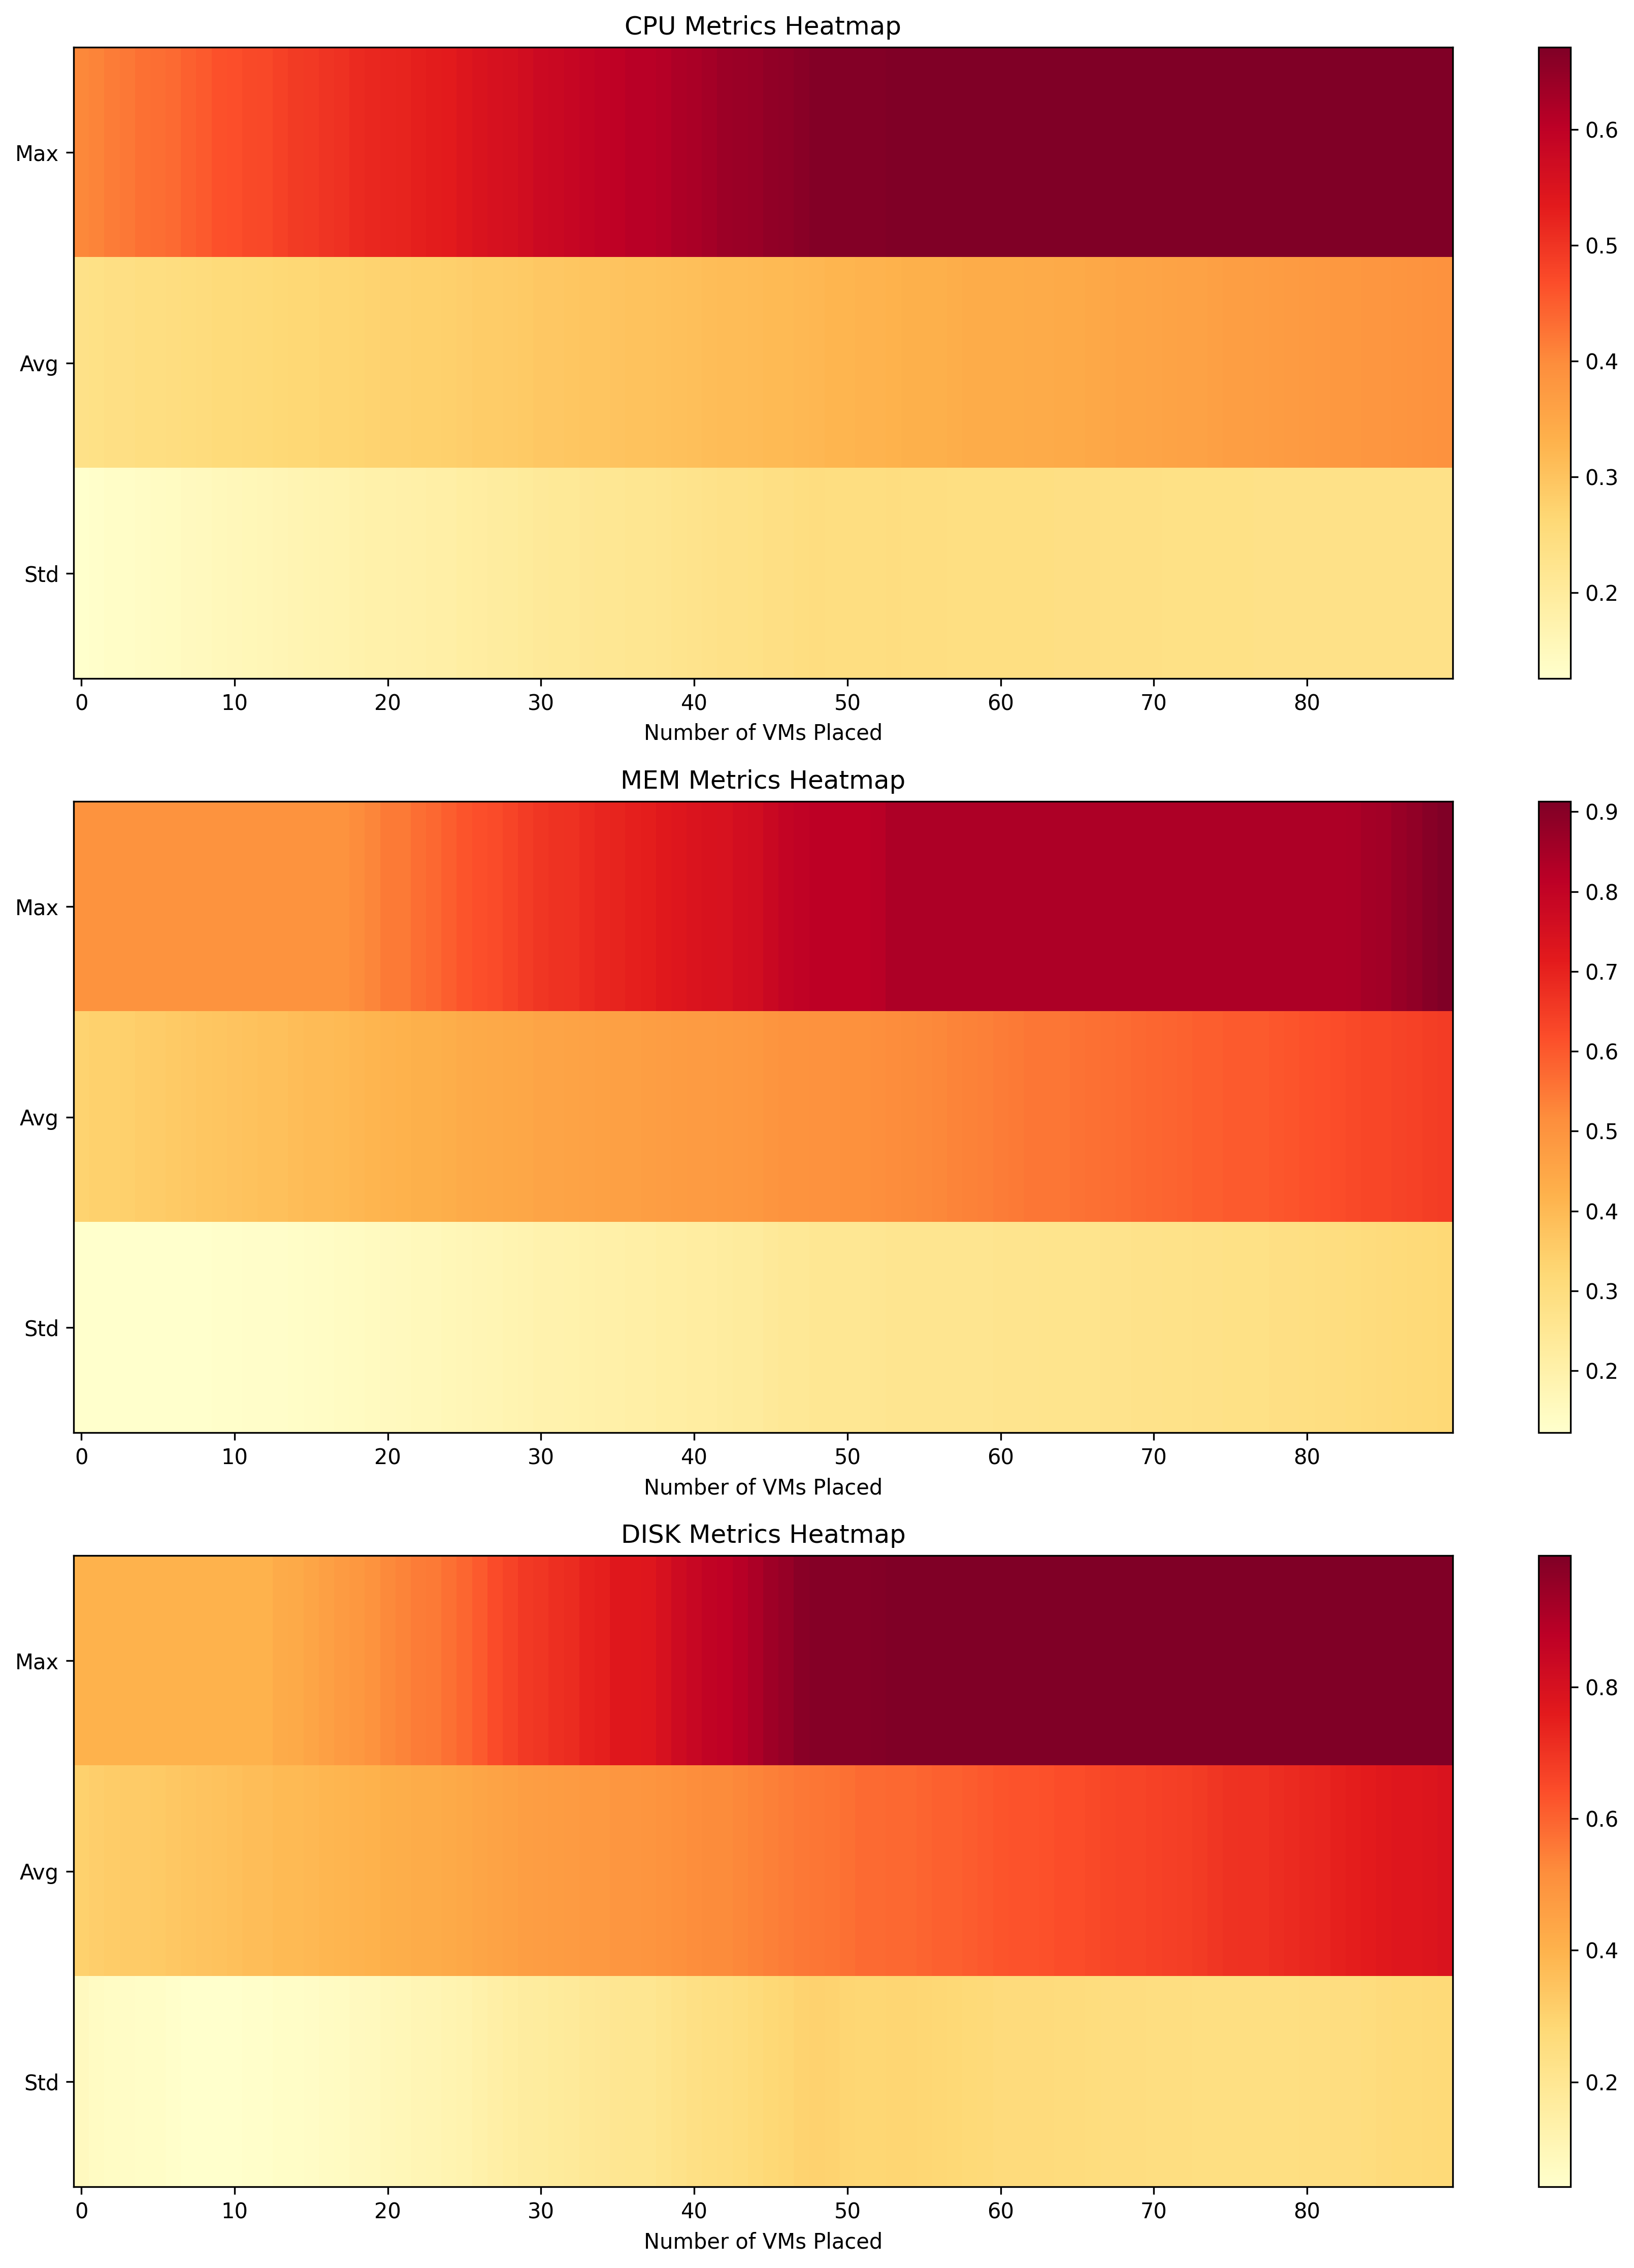 CPU Metrics Heatmap
Max
Avg
Std
0 10 20 30 40 50 60 70 80
Number of VMs Placed
0.6
0.5
0.4
0.3
0.2
MEM Metrics Heatmap
Max
Avg
Std
0 10 20 30 40 50 60 70 80
Number of VMs Placed
0.9
0.8
0.7
0.6
0.5
0.4
0.3
0.2
DISK Metrics Heatmap
Max
Avg
Std
0 10 20 30 40 50 60 70 80
Number of VMs Placed
0.8
0.6
0.4
0.2